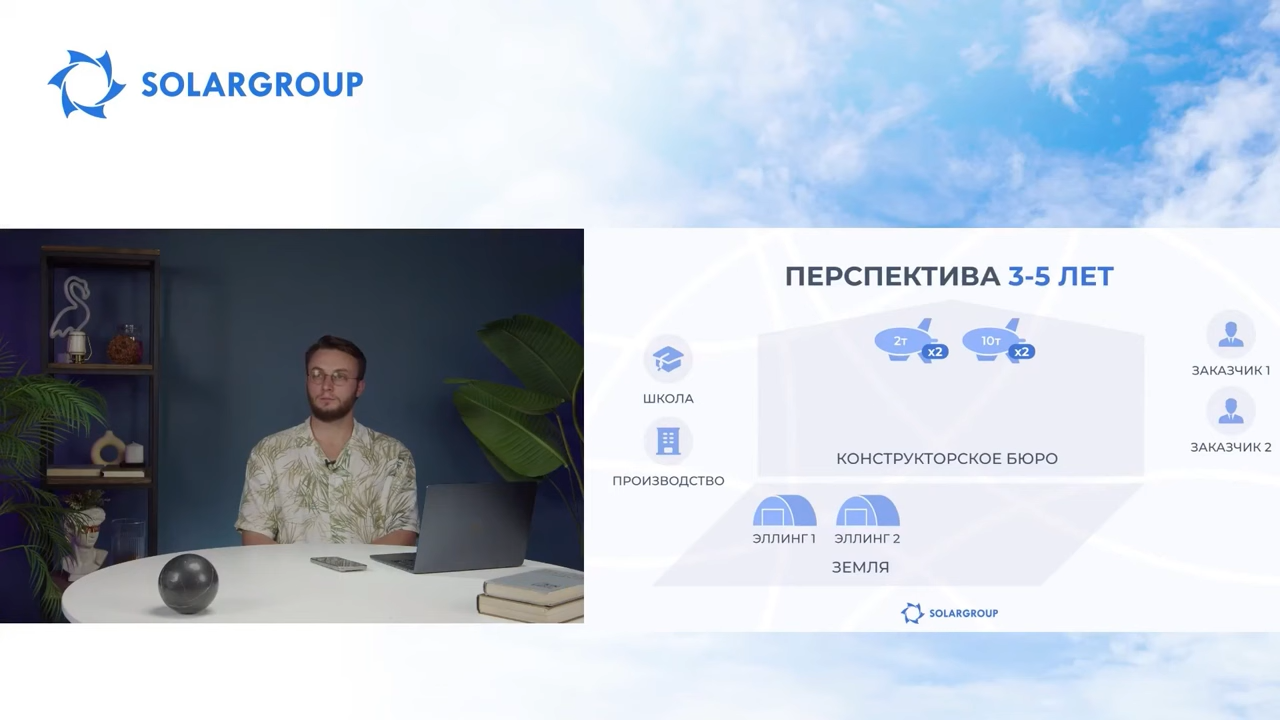 SOLARGROUP
ПЕРСПЕКТИВА 3-5 ЛЕТ
2т
x2
10т
x2
ШКОЛА
ПРОИЗВОДСТВО
ЗАКАЗЧИК 1
ЗАКАЗЧИК 2
КОНСТРУКТОРСКОЕ БЮРО
ЭЛЛИНГ 1
ЭЛЛИНГ 2
ЗЕМЛЯ
SOLARGROUP